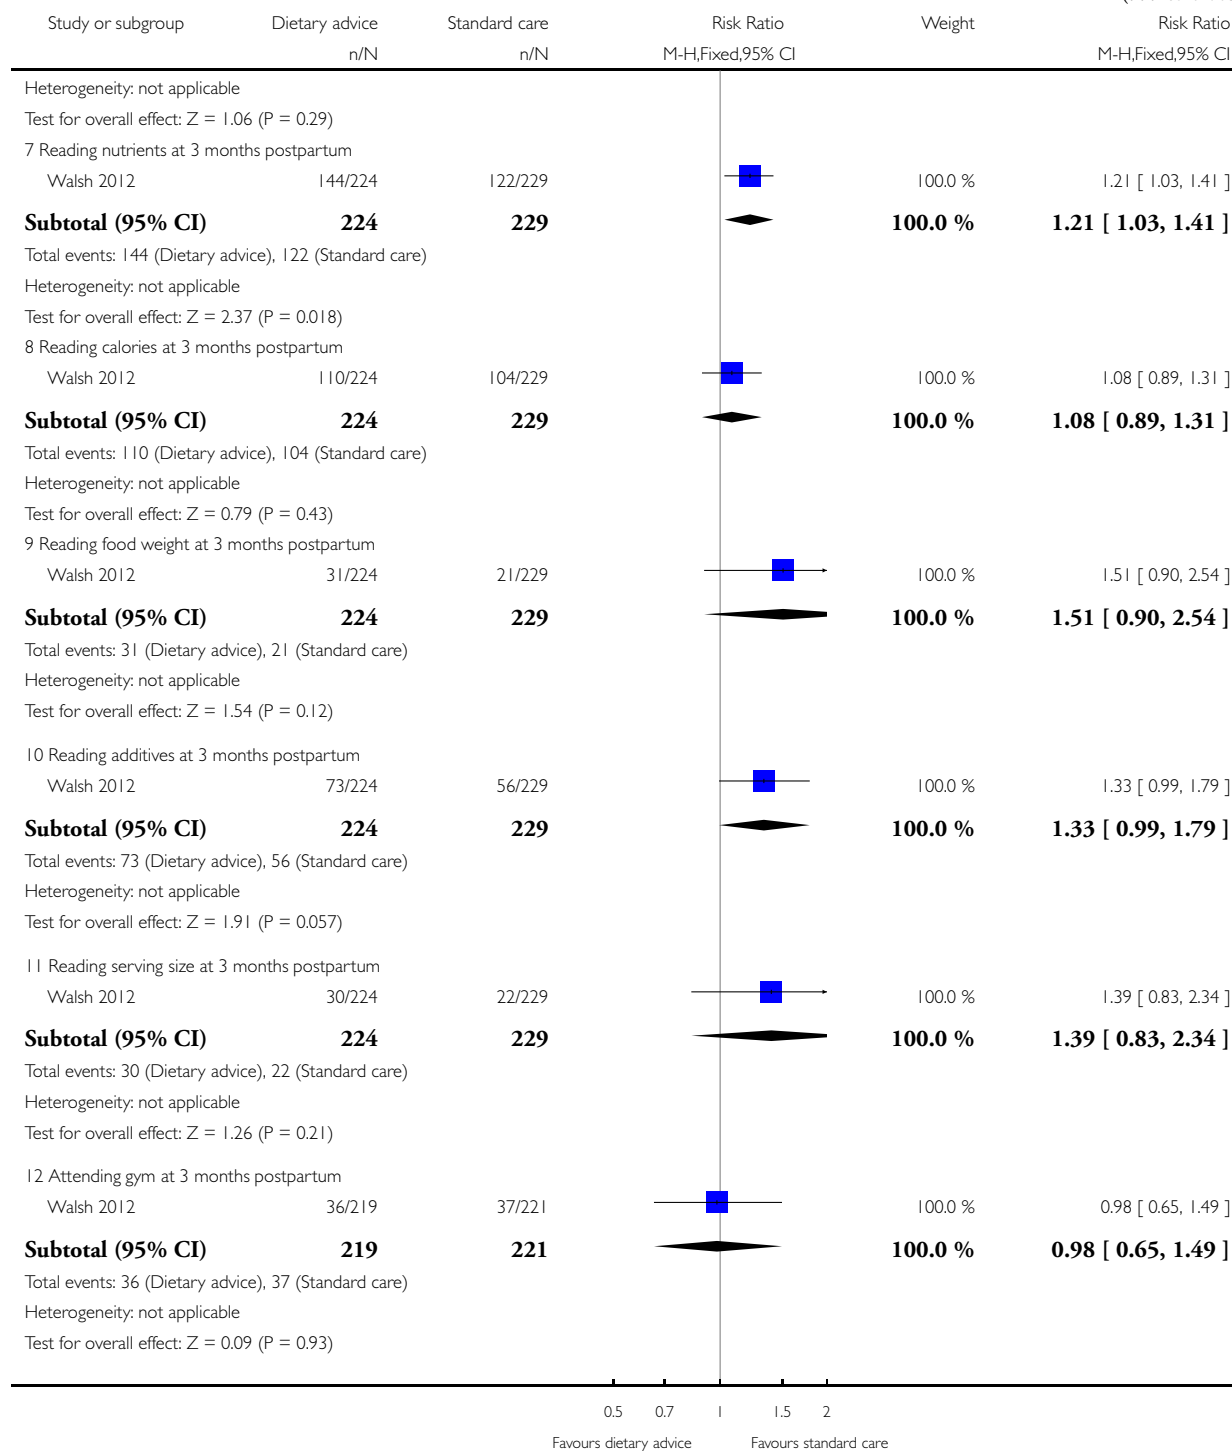 Study or subgroup Dietary advice Standard care Risk Ratio Weight Risk Ratio
n/N n/N M-H,Fixed,95% CI M-H,Fixed,95% CI
Heterogeneity: not applicable
Test for overall effect: Z = 1.06 (P = 0.29)
7 Reading nutrients at 3 months postpartum
Walsh 2012 144/224 122/229 100.0 % 1.21 [ 1.03, 1.41 ]
Subtotal (95% CI) 224 229 100.0 % 1.21 [ 1.03, 1.41 ]
Total events: 144 (Dietary advice), 122 (Standard care)
Heterogeneity: not applicable
Test for overall effect: Z = 2.37 (P = 0.018)
8 Reading calories at 3 months postpartum
Walsh 2012 110/224 104/229 100.0 % 1.08 [ 0.89, 1.31 ]
Subtotal (95% CI) 224 229 100.0 % 1.08 [ 0.89, 1.31 ]
Total events: 110 (Dietary advice), 104 (Standard care)
Heterogeneity: not applicable
Test for overall effect: Z = 0.79 (P = 0.43)
9 Reading food weight at 3 months postpartum
Walsh 2012 31/224 21/229 100.0 % 1.51 [ 0.90, 2.54 ]
Subtotal (95% CI) 224 229 100.0 % 1.51 [ 0.90, 2.54 ]
Total events: 31 (Dietary advice), 21 (Standard care)
Heterogeneity: not applicable
Test for overall effect: Z = 1.54 (P = 0.12)
10 Reading additives at 3 months postpartum
Walsh 2012 73/224 56/229 100.0 % 1.33 [ 0.99, 1.79 ]
Subtotal (95% CI) 224 229 100.0 % 1.33 [ 0.99, 1.79 ]
Total events: 73 (Dietary advice), 56 (Standard care)
Heterogeneity: not applicable
Test for overall effect: Z = 1.91 (P = 0.057)
11 Reading serving size at 3 months postpartum
Walsh 2012 30/224 22/229 100.0 % 1.39 [ 0.83, 2.34 ]
Subtotal (95% CI) 224 229 100.0 % 1.39 [ 0.83, 2.34 ]
Total events: 30 (Dietary advice), 22 (Standard care)
Heterogeneity: not applicable
Test for overall effect: Z = 1.26 (P = 0.21)
12 Attending gym at 3 months postpartum
Walsh 2012 36/219 37/221 100.0 % 0.98 [ 0.65, 1.49 ]
Subtotal (95% CI) 219 221 100.0 % 0.98 [ 0.65, 1.49 ]
Total events: 36 (Dietary advice), 37 (Standard care)
Heterogeneity: not applicable
Test for overall effect: Z = 0.09 (P = 0.93)
0.5 0.7 1 1.5 2
Favours dietary advice Favours standard care